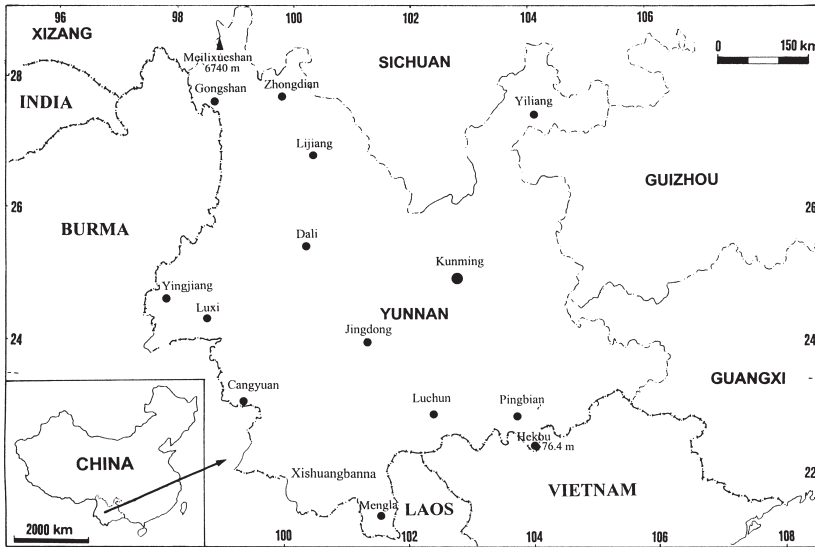 96 98 100 102 104 106
XIZANG
0 150 km
Meilixueshan
6740 m
SICHUAN
28
Gongshan
Zhongdian
Yiliang
INDIA
Lijiang
GUIZHOU
26
26
BURMA
Dali
Kunming
Yingjiang
Luxi
YUNNAN
Jingdong
24
24
GUANGXI
Cangyuan
Luchun
Pingbian
Hekou
76.4 m
CHINA
Xishuangbanna
22
VIETNAM
Mengla
LAOS
2000 km
100 102 104 106 108